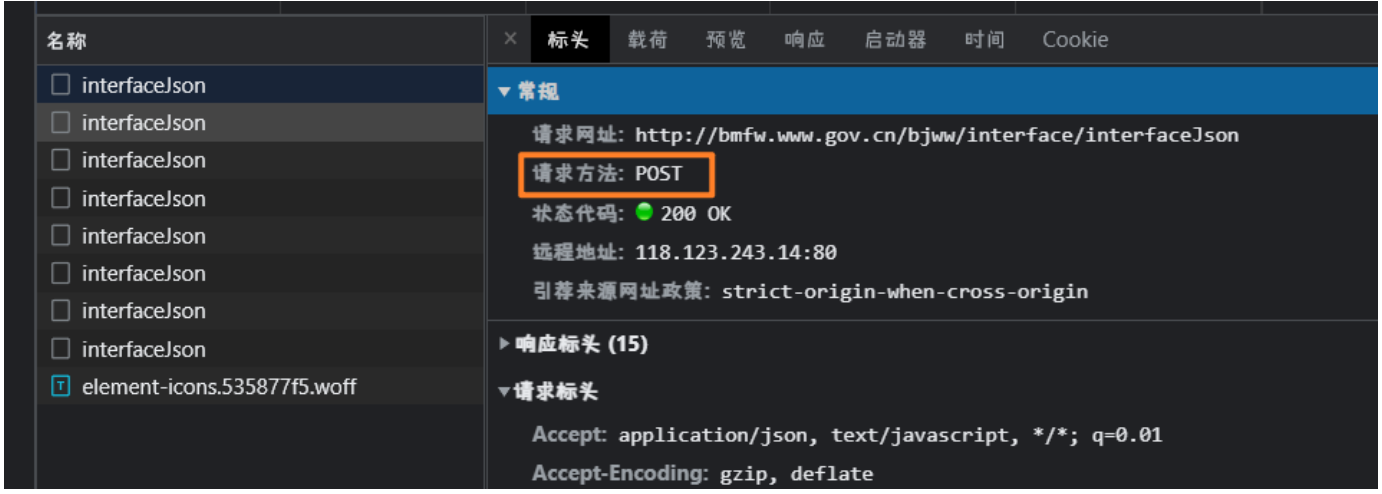 名称
× 标头 载荷 预览 响应 启动器 时间 Cookie
interfaceJson
▼ 常规
interfaceJson
请求网址: http://bmfw.www.gov.cn/bjww/interface/interfaceJson
interfaceJson
请求方法: POST
interfaceJson
状态代码: 200 OK
interfaceJson
远程地址: 118.123.243.14:80
interfaceJson
引荐来源网址政策: strict-origin-when-cross-origin
interfaceJson
interfaceJson
响应标头 (15)
element-icons.535877f5.woff
请求标头
Accept: application/json, text/javascript, */*; q=0.01
Accept-Encoding: gzip, deflate